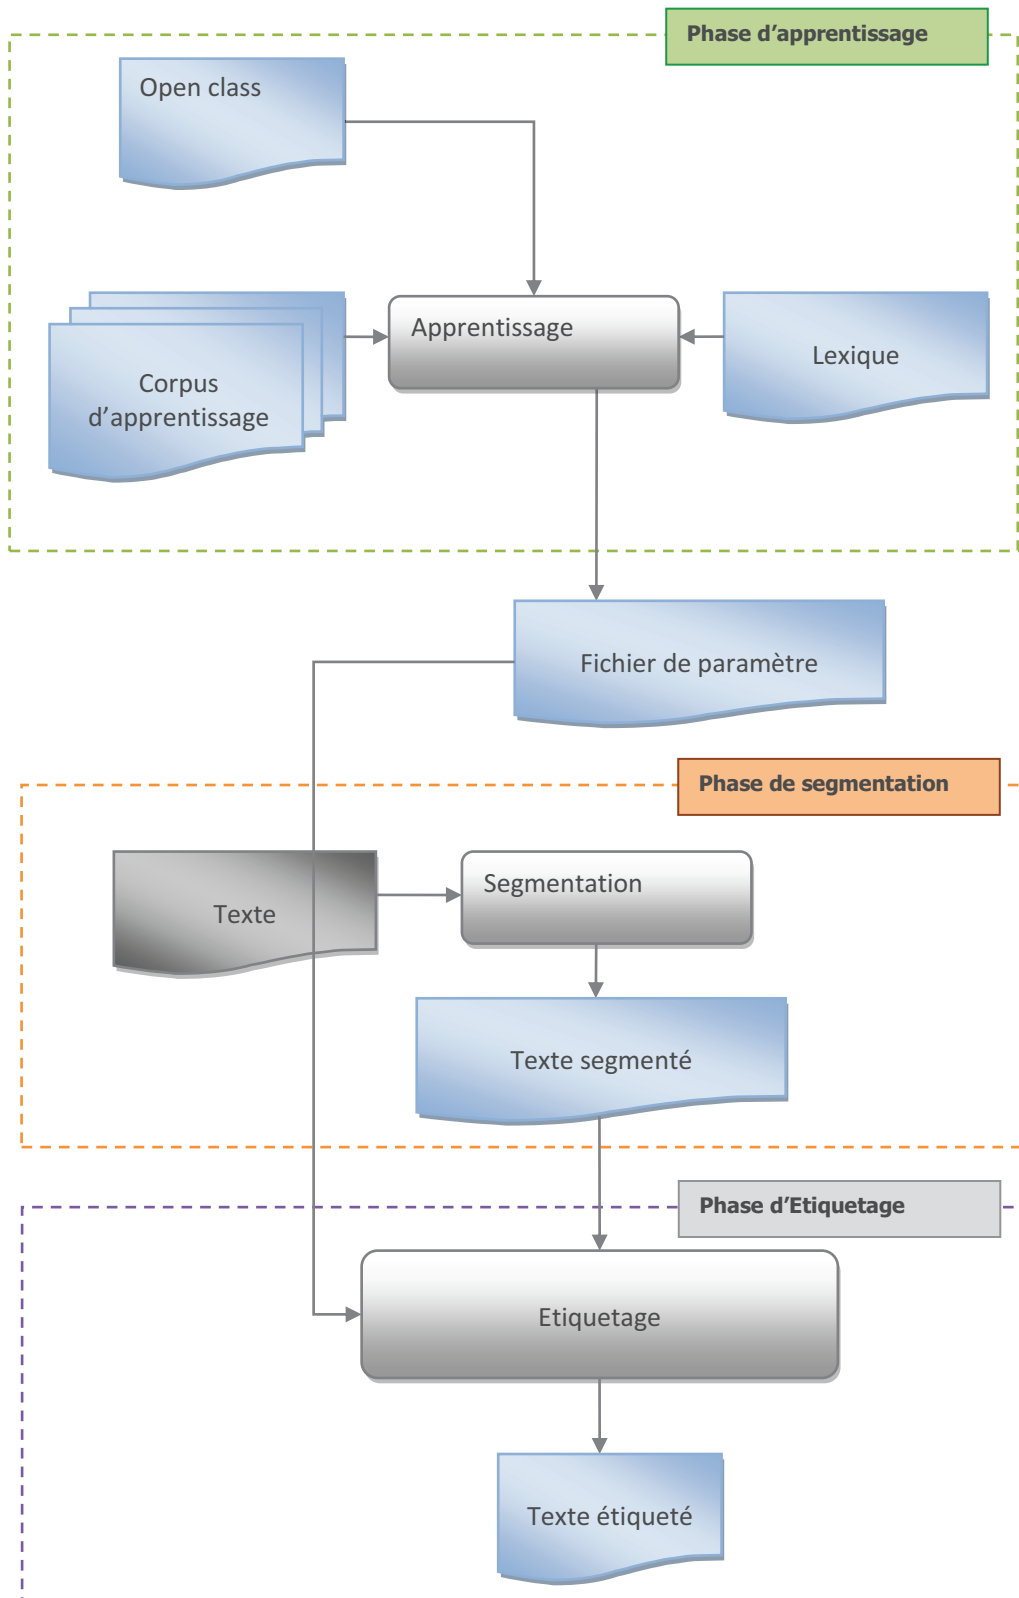 Phase d’apprentissage
Open class
Apprentissage
Lexique
Corpus
d’apprentissage
Fichier de paramètre
Phase de segmentation
Segmentation
Texte
Texte segmenté
Phase d’Etiquetage
Etiquetage
Texte étiqueté